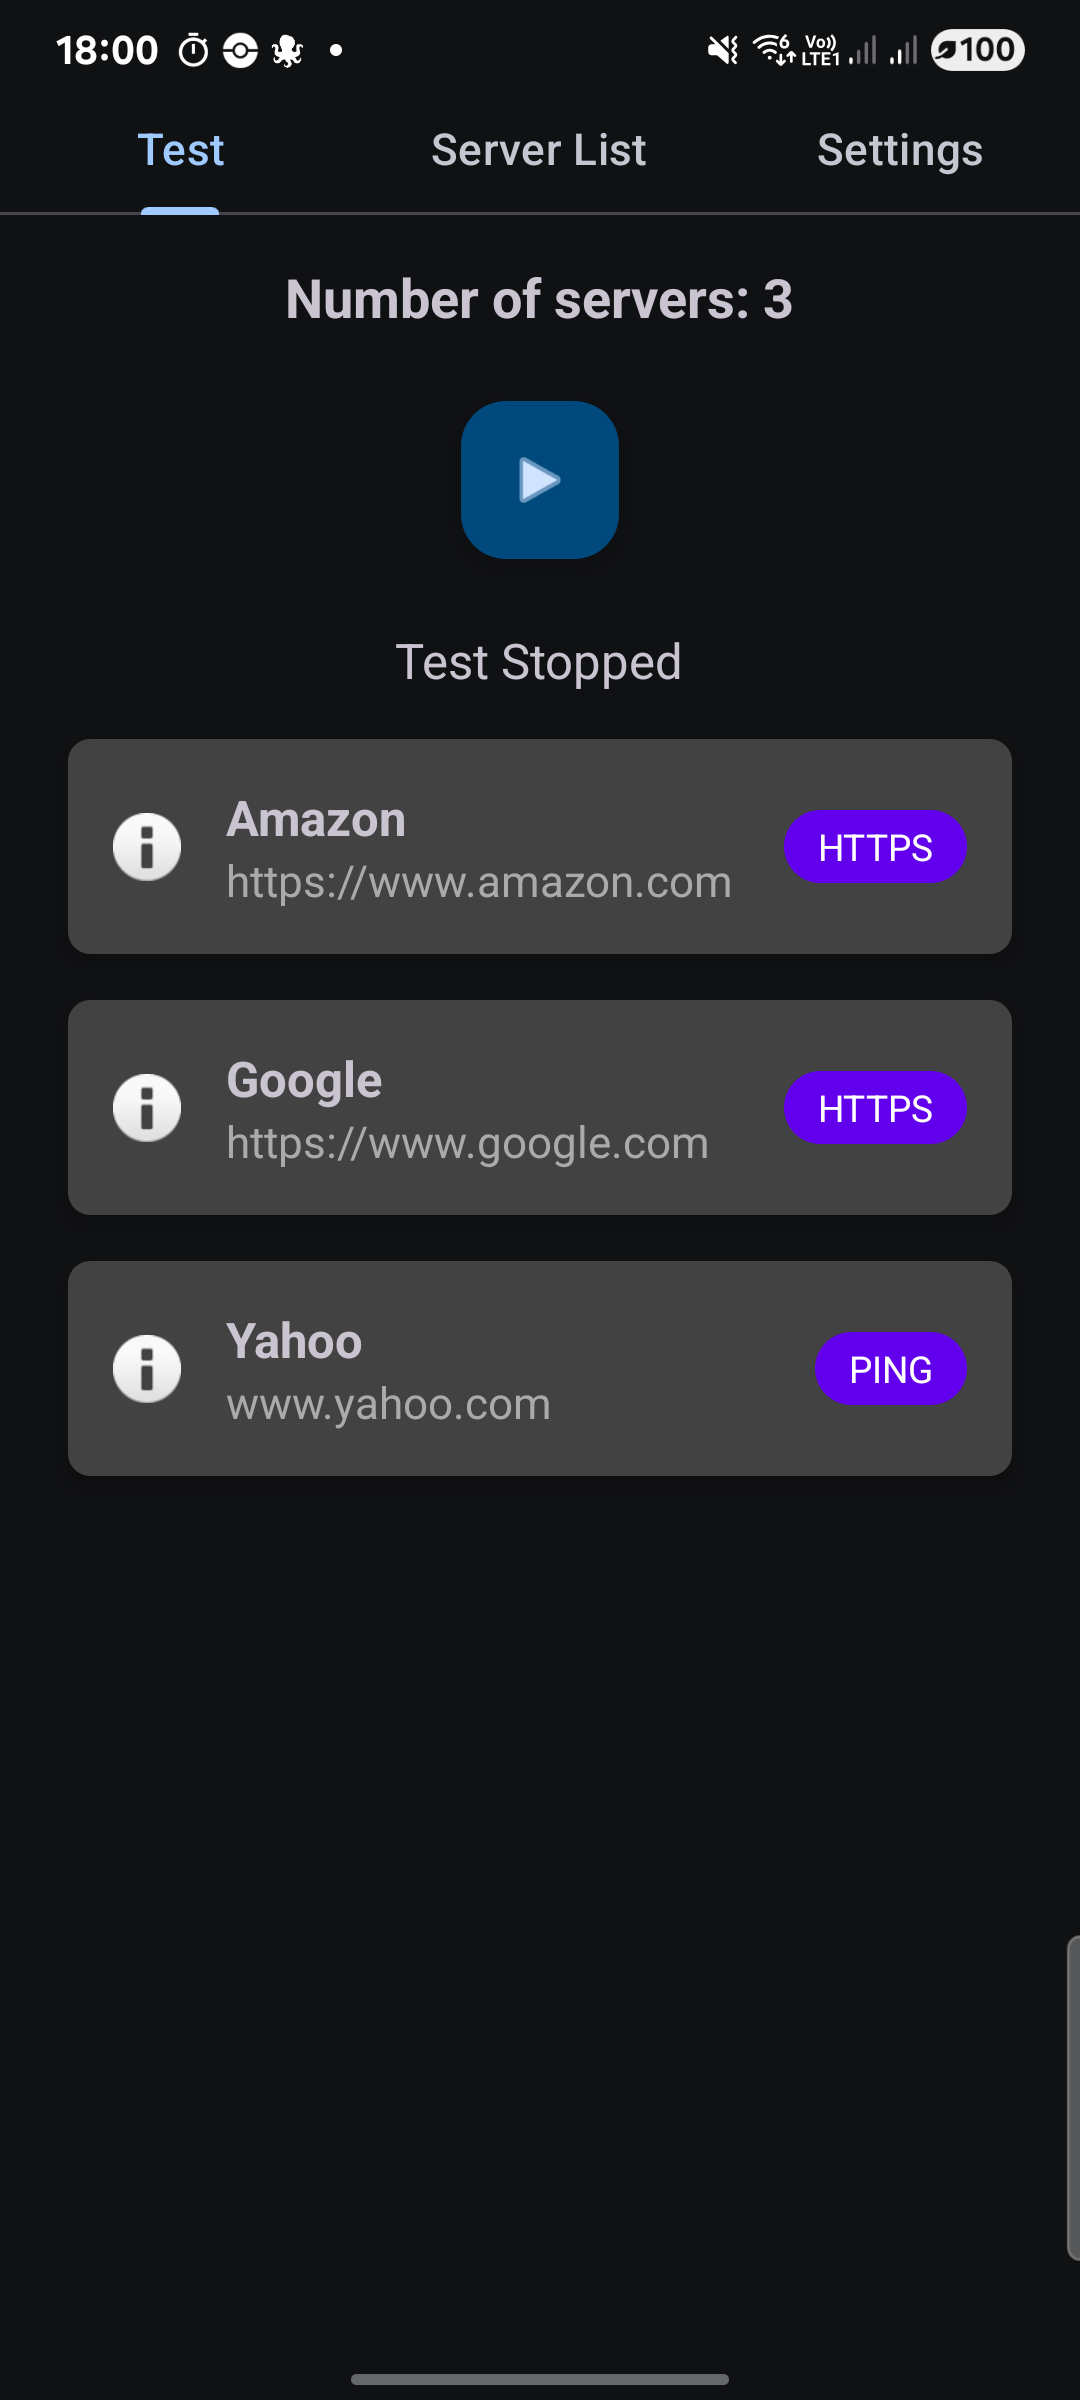 18:00
6 Vo)) LTE1 100
Test Server List Settings
Number of servers: 3
Test Stopped
Amazon
https://www.amazon.com
HTTPS
Google
https://www.google.com
HTTPS
Yahoo
www.yahoo.com
PING